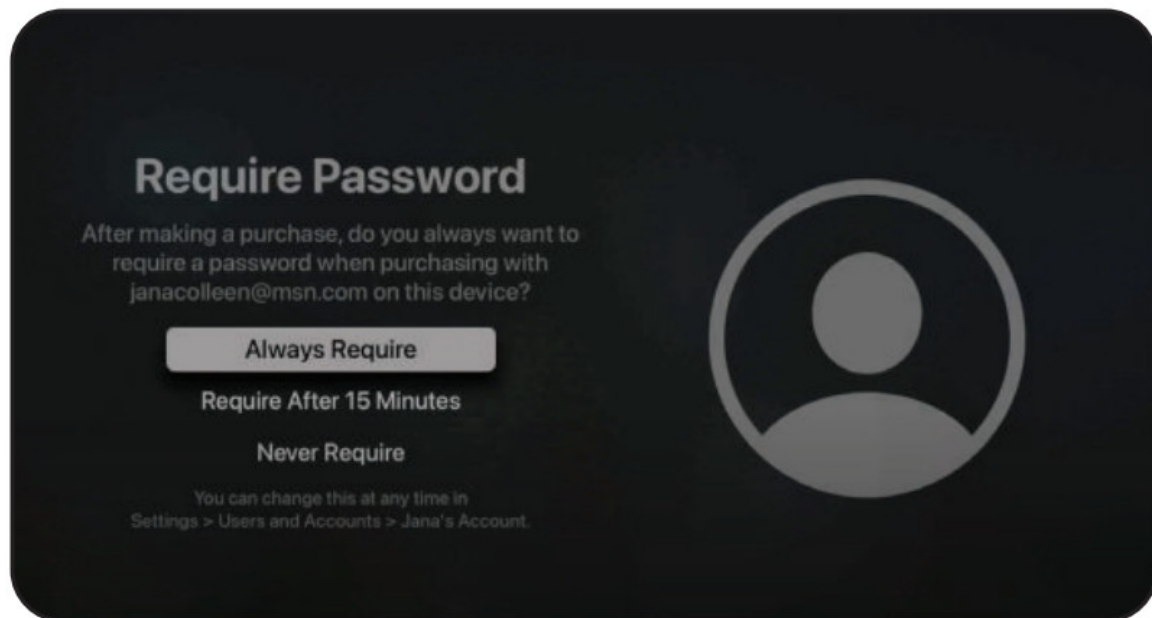 Require Password
After making a purchase, do you always want to
require a password when purchasing with
janacolleen@msn.com on this device?
Always Require
Require After 15 Minutes
Never Require
You can change this at any time in
Settings > Users and Accounts > Jana's Account.